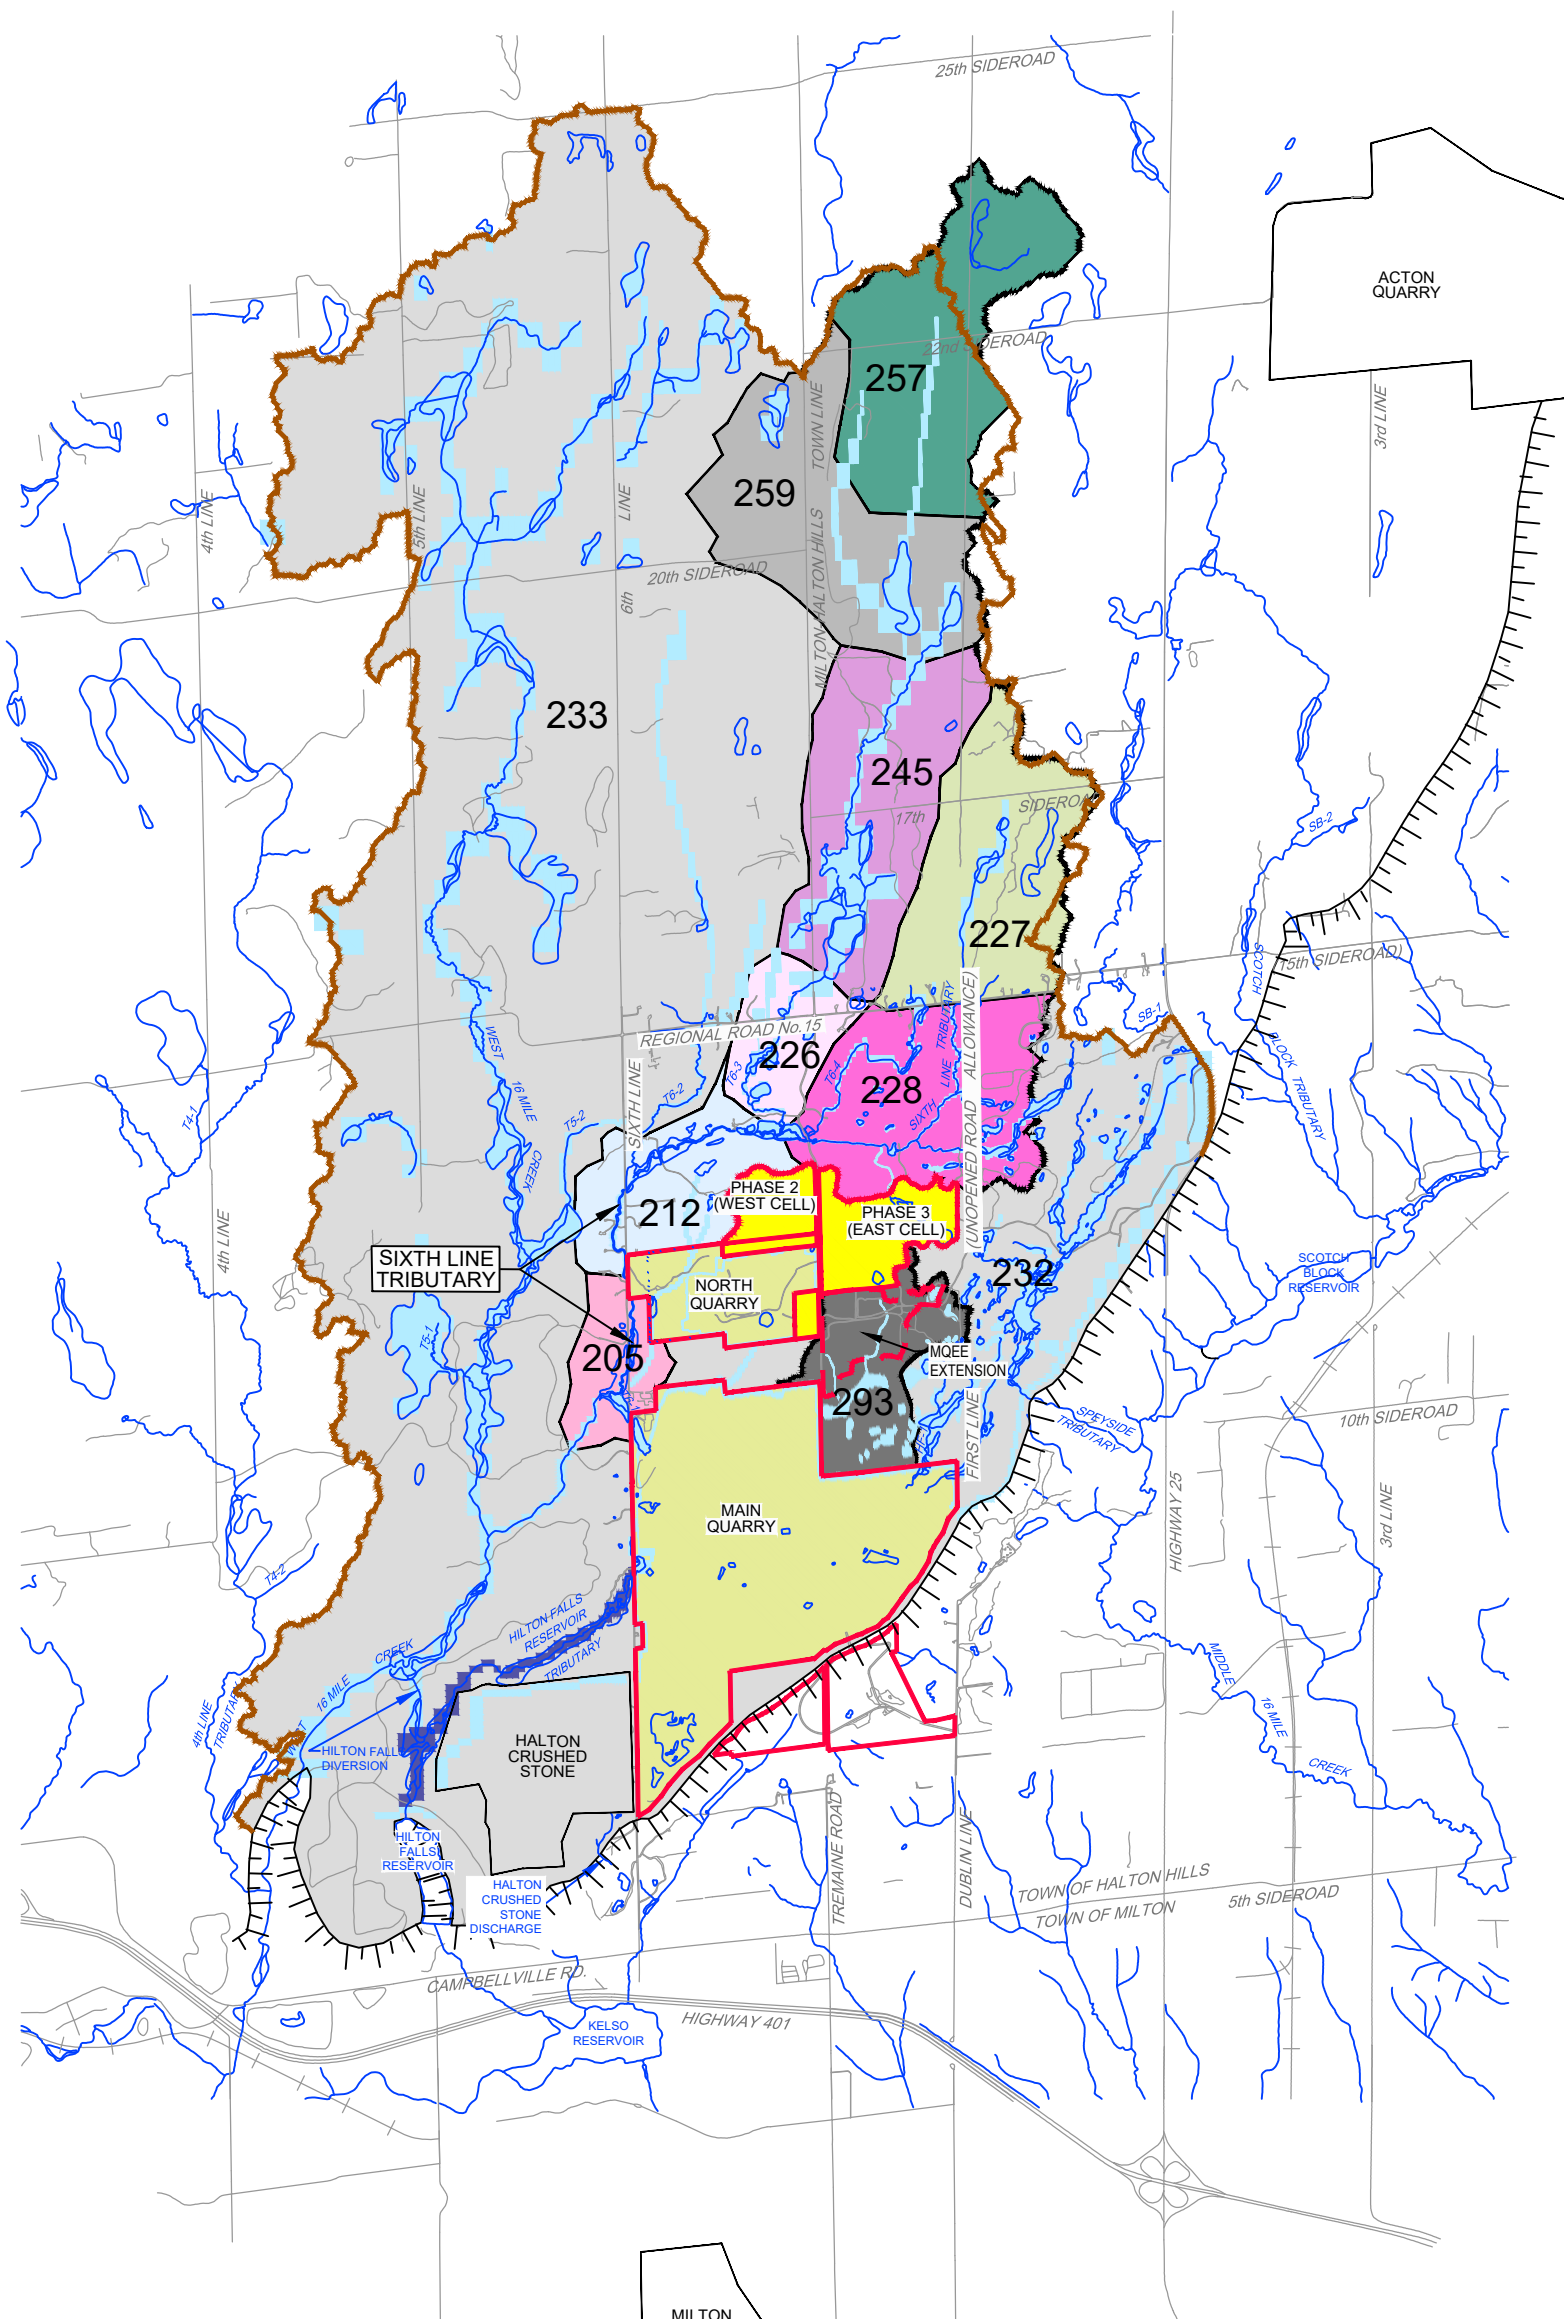 25th SIDEROAD
ACTON
QUARRY
22nd SIDEROAD
257
TOWN LINE
3rd LINE
259
4th LINE
5th LINE
LINE
MILTON-HALTON HILLS
20th SIDEROAD
6th
233
245
17th
SIDEROA
SB-2
227
SCOTCH
15th SIDEROAD)
SB-1
WEST
REGIONAL ROAD No.15
226
T6-3
T6-4
228
SIXTH
LINE
TRIBUTARY
(UNOPENED ROAD
ALLOWANCE)
BLOCK
TRIBUTARY
16 MILE
CREEK
T6-2
T5-2
SIXTH LINE
T4-1
212
PHASE 2
(WEST CELL)
PHASE 3
(EAST CELL)
4th LINE
SIXTH LINE
TRIBUTARY
NORTH
QUARRY
232
SCOTCH
BLOCK
RESERVOIR
T5-1
205
MQEE
EXTENSION
293
FIRST LINE
SPEYSIDE
TRIBUTARY
10th SIDEROAD
MAIN
QUARRY
HIGHWAY 25
3rd LINE
T4-2
HILTON FALLS
RESERVOIR
TRIBUTARY
16 MILE
CREEK
4th LINE
TRIBUTARY
HILTON FALL
DIVERSION
HALTON
CRUSHED
STONE
MIDDLE
16 MILE
CREEK
HILTON
FALLS
RESERVOIR
HALTON
CRUSHED
STONE
DISCHARGE
TREMAINE ROAD
DUBLIN LINE
TOWN OF HALTON HILLS
TOWN OF MILTON
5th SIDEROAD
CAMPBELLVILLE RD.
KELSO
RESERVOIR
HIGHWAY 401
MILTON